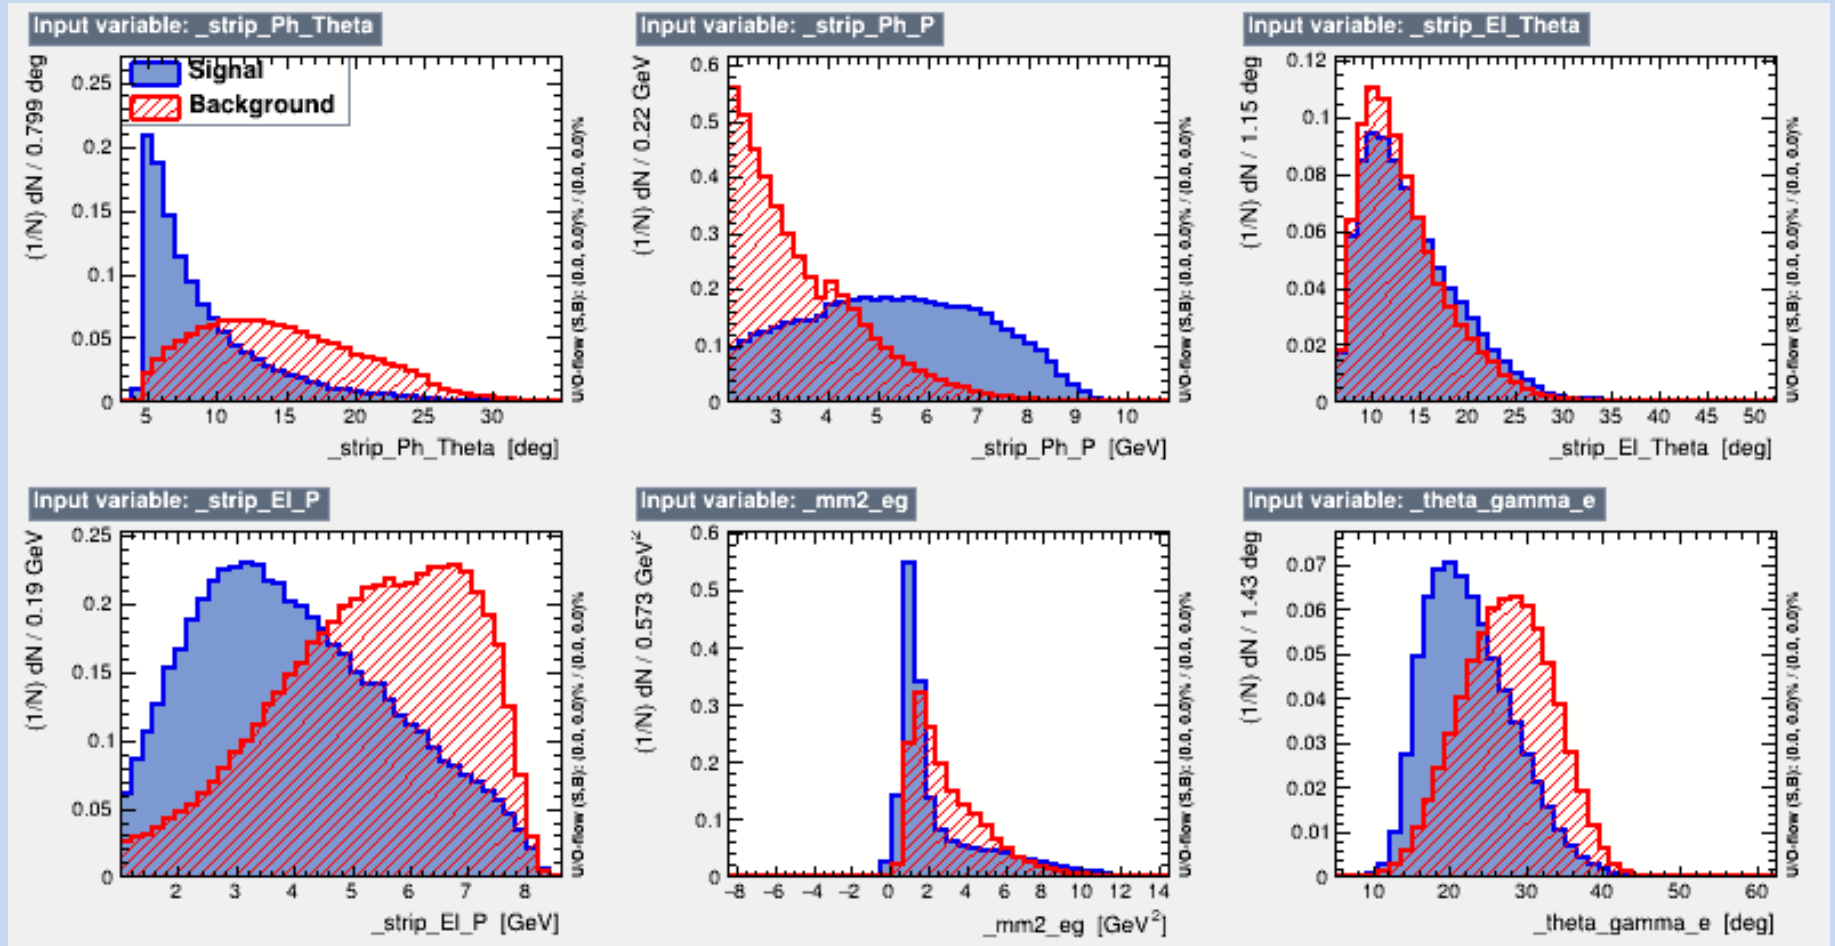 Input variable: _strip_Ph_Theta
(1/N) dN / 0.799 deg
0.25
0.2
0.15
0.1
0.05
0
Signal
Background
5 10 15 20 25 30
_strip_Ph_Theta [deg]
U/O-flow (S,B): (0.0, 0.0)% / (0.0, 0.0)%
Input variable: _strip_Ph_P
(1/N) dN / 0.22 GeV
0.6
0.5
0.4
0.3
0.2
0.1
0
3 4 5 6 7 8 9 10
_strip_Ph_P [GeV]
U/O-flow (S,B): (0.0, 0.0)% / (0.0, 0.0)%
Input variable: _strip_El_Theta
(1/N) dN / 1.15 deg
0.12
0.1
0.08
0.06
0.04
0.02
0
10 15 20 25 30 35 40 45 50
_strip_El_Theta [deg]
U/O-flow (S,B): (0.0, 0.0)% / (0.0, 0.0)%
Input variable: _strip_El_P
(1/N) dN / 0.19 GeV
0.25
0.2
0.15
0.1
0.05
0
2 3 4 5 6 7 8
_strip_El_P [GeV]
U/O-flow (S,B): (0.0, 0.0)% / (0.0, 0.0)%
Input variable: _mm2_eg
(1/N) dN / 0.573 GeV²
0.6
0.5
0.4
0.3
0.2
0.1
0
−8 −6 −4 −2 0 2 4 6 8 10 12 14
_mm2_eg [GeV²]
U/O-flow (S,B): (0.0, 0.0)% / (0.0, 0.0)%
Input variable: _theta_gamma_e
(1/N) dN / 1.43 deg
0.07
0.06
0.05
0.04
0.03
0.02
0.01
0
10 20 30 40 50 60
_theta_gamma_e [deg]
U/O-flow (S,B): (0.0, 0.0)% / (0.0, 0.0)%